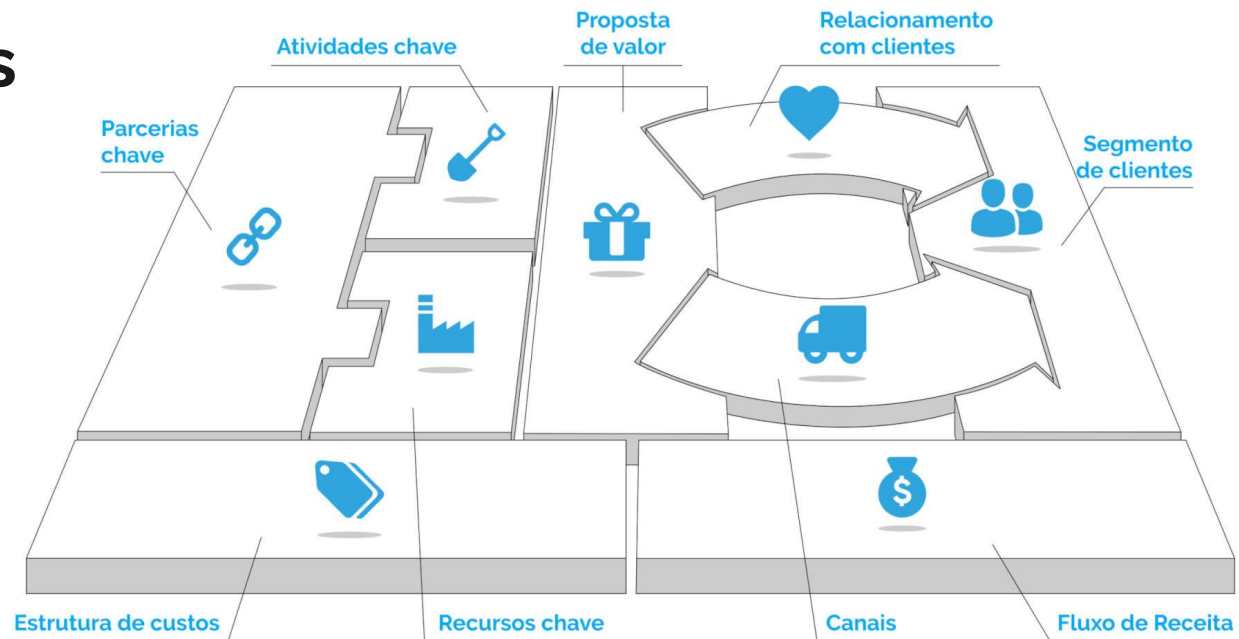 s
Proposta
de valor
Relacionamento
com clientes
Atividades chave
Parcerias
chave
Segmento
de clientes
$
Estrutura de custos
Recursos chave
Canais
Fluxo de Receita